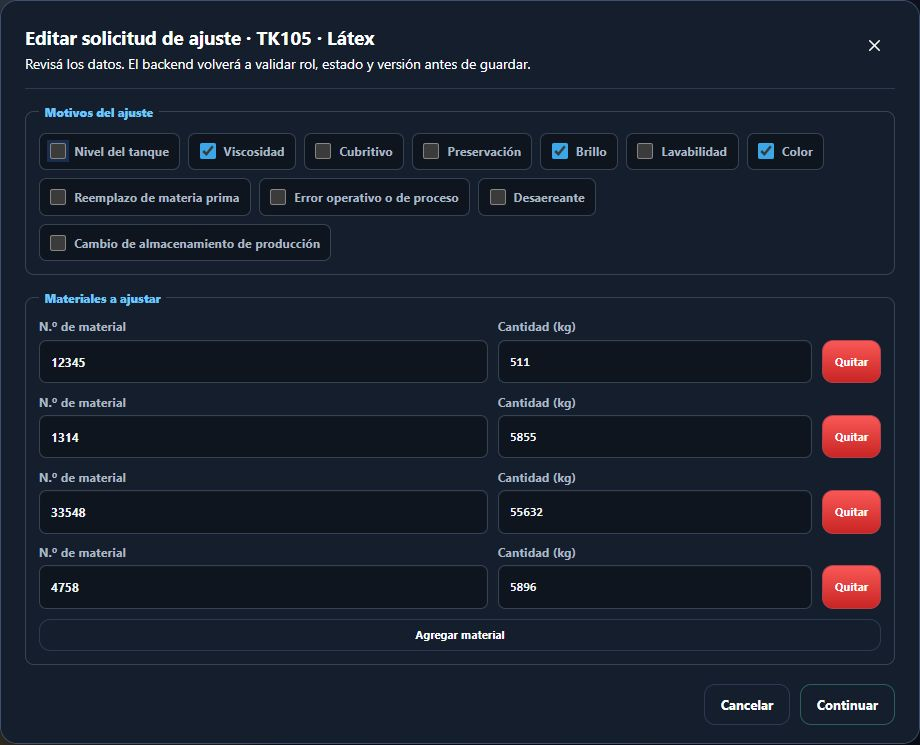 Editar solicitud de ajuste · TK105 · Látex
Revisá los datos. El backend volverá a validar rol, estado y versión antes de guardar.
Motivos del ajuste
Nivel del tanque
Viscosidad
Cubritivo
Preservación
Brillo
Lavabilidad
Color
Reemplazo de materia prima
Error operativo o de proceso
Desaereante
Cambio de almacenamiento de producción
Materiales a ajustar
N.º de material
Cantidad (kg)
12345
511
Quitar
N.º de material
Cantidad (kg)
1314
5855
Quitar
N.º de material
Cantidad (kg)
33548
55632
Quitar
N.º de material
Cantidad (kg)
4758
5896
Quitar
Agregar material
Cancelar
Continuar